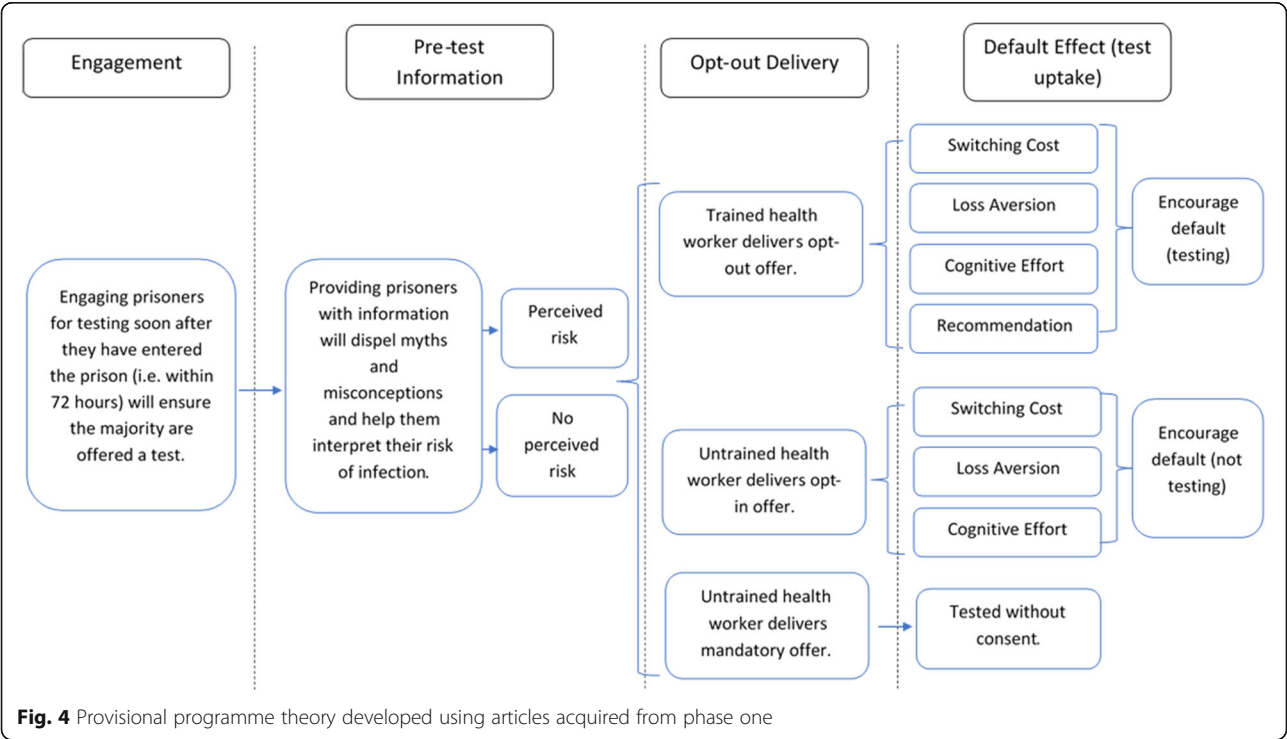 Engagement
Pre-test
Information
Opt-out Delivery
Default Effect (test
uptake)
Engaging prisoners
for testing soon after
they have entered
the prison (i.e. within
72 hours) will ensure
the majority are
offered a test.
Providing prisoners
with information
will dispel myths
and
misconceptions
and help them
interpret their risk
of infection.
Perceived
risk
No
perceived
risk
Trained health
worker delivers opt-
out offer.
Switching Cost
Loss Aversion
Cognitive Effort
Recommendation
Encourage
default
(testing)
Untrained health
worker delivers opt-
in offer.
Switching Cost
Loss Aversion
Cognitive Effort
Encourage
default (not
testing)
Untrained health
worker delivers
mandatory offer.
Tested without
consent.
Fig. 4 Provisional programme theory developed using articles acquired from phase one